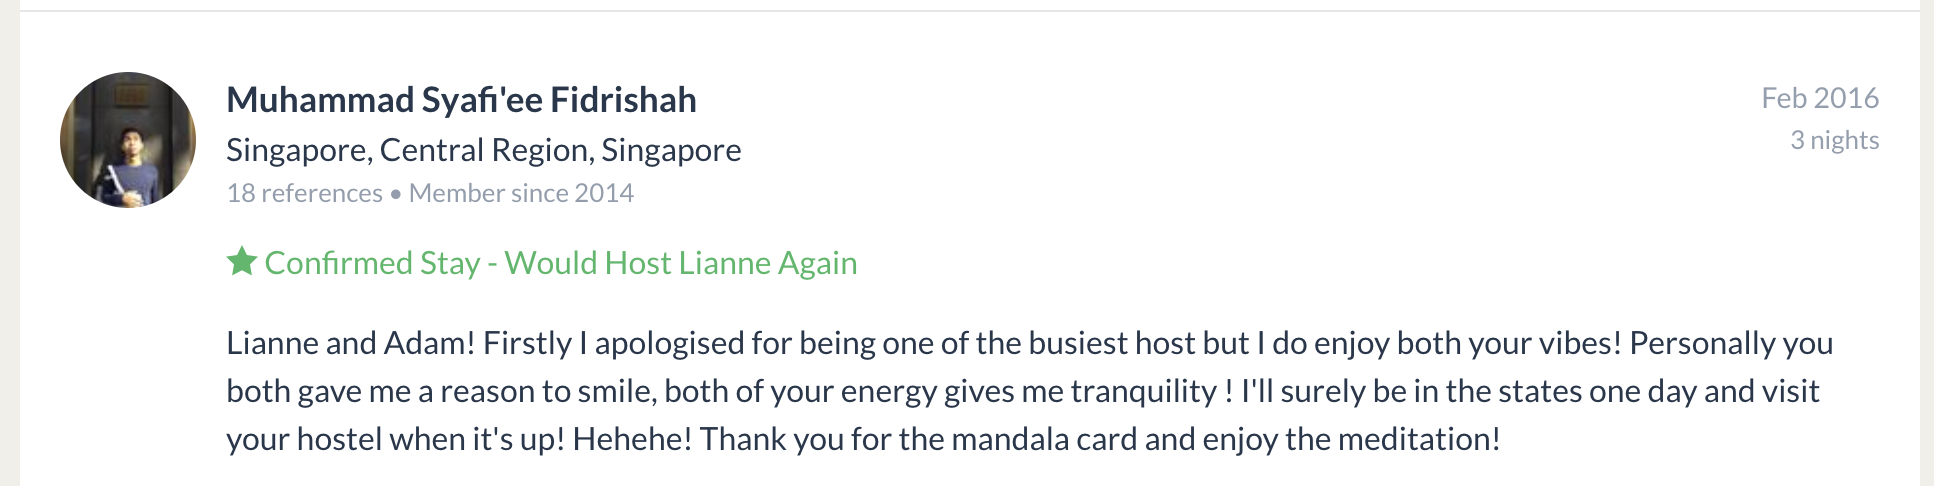 Muhammad Syafi'ee Fidrishah
Feb 2016
Singapore, Central Region, Singapore
3 nights
18 references • Member since 2014
★ Confirmed Stay - Would Host Lianne Again
Lianne and Adam! Firstly I apologised for being one of the busiest host but I do enjoy both your vibes! Personally you
both gave me a reason to smile, both of your energy gives me tranquility ! I'll surely be in the states one day and visit
your hostel when it's up! Hehehe! Thank you for the mandala card and enjoy the meditation!